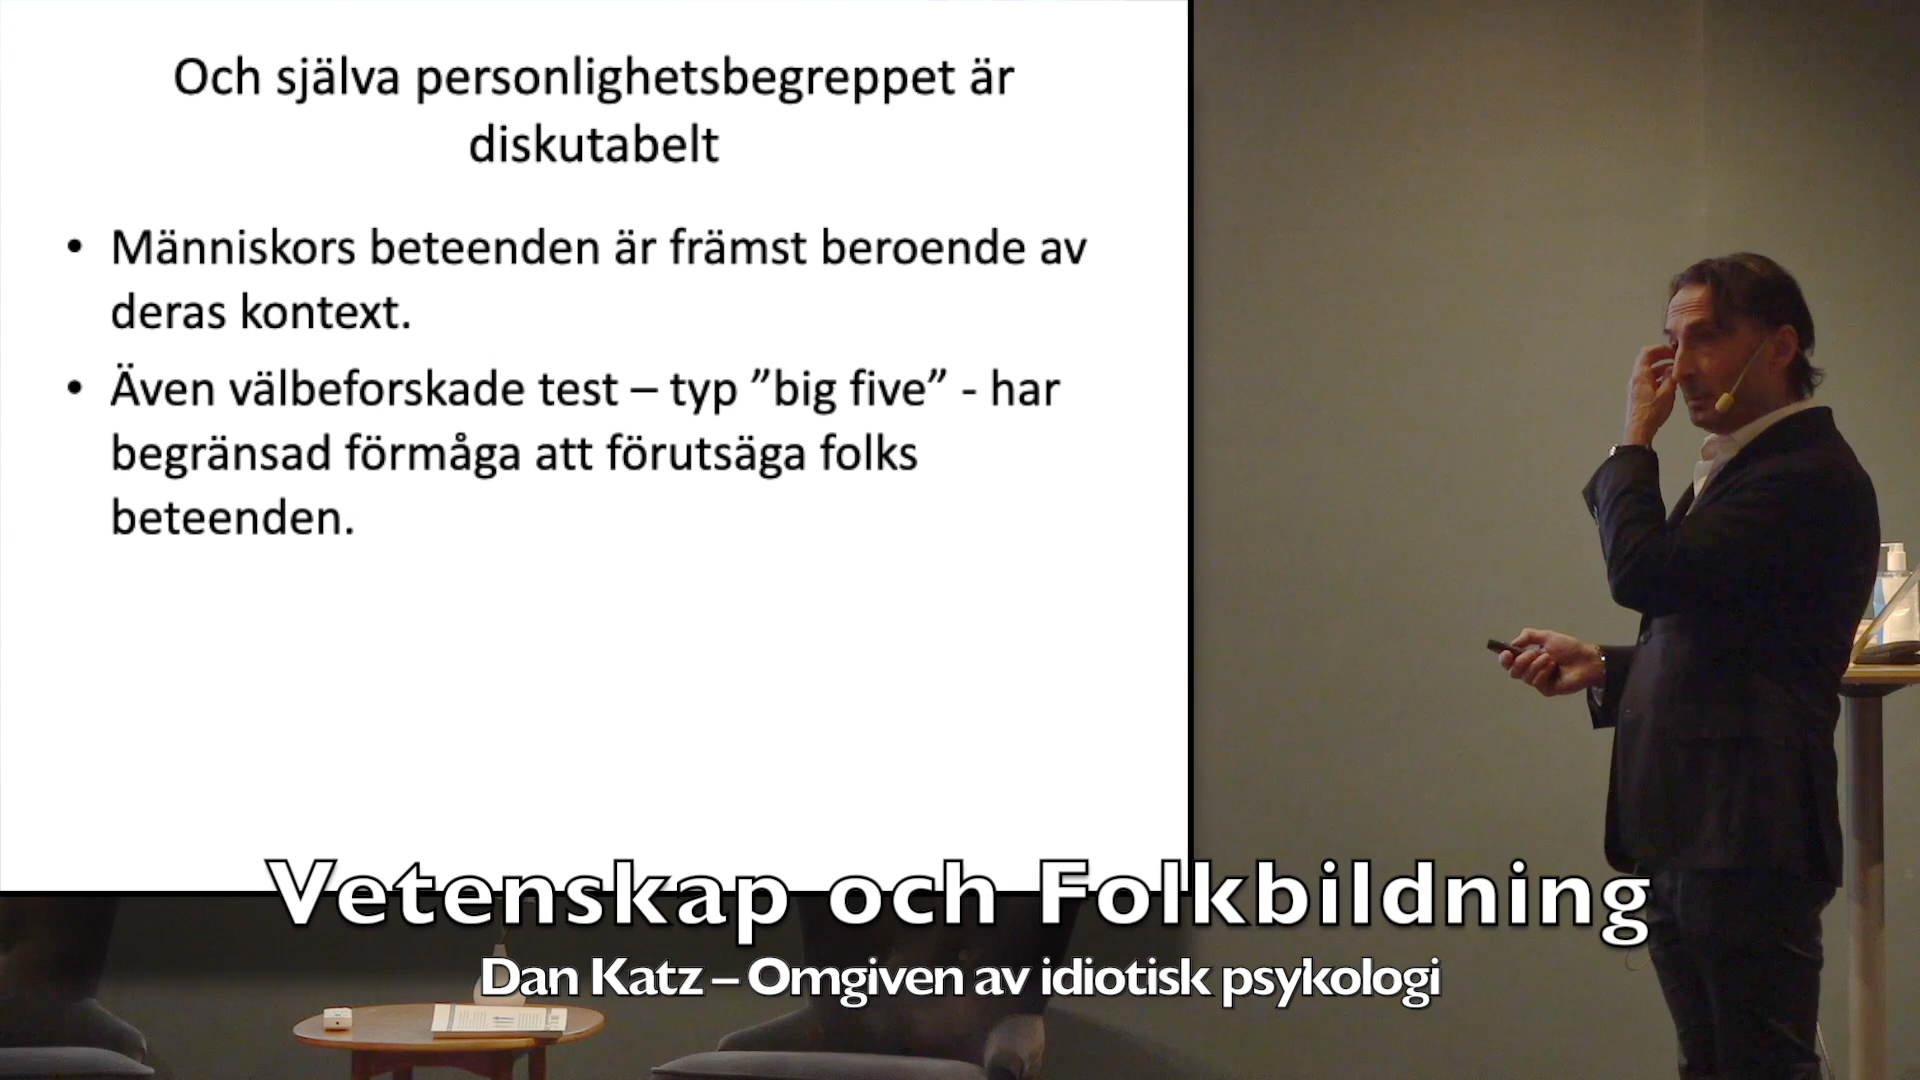 Och själva personlighetsbegreppet är
diskutabelt
• Människors beteenden är främst beroende av
deras kontext.
• Även välbeforskade test – typ ”big five” - har
begränsad förmåga att förutsäga folks
beteenden.
Vetenskap och Folkbildning
Dan Katz – Omgiven av idiotisk psykologi